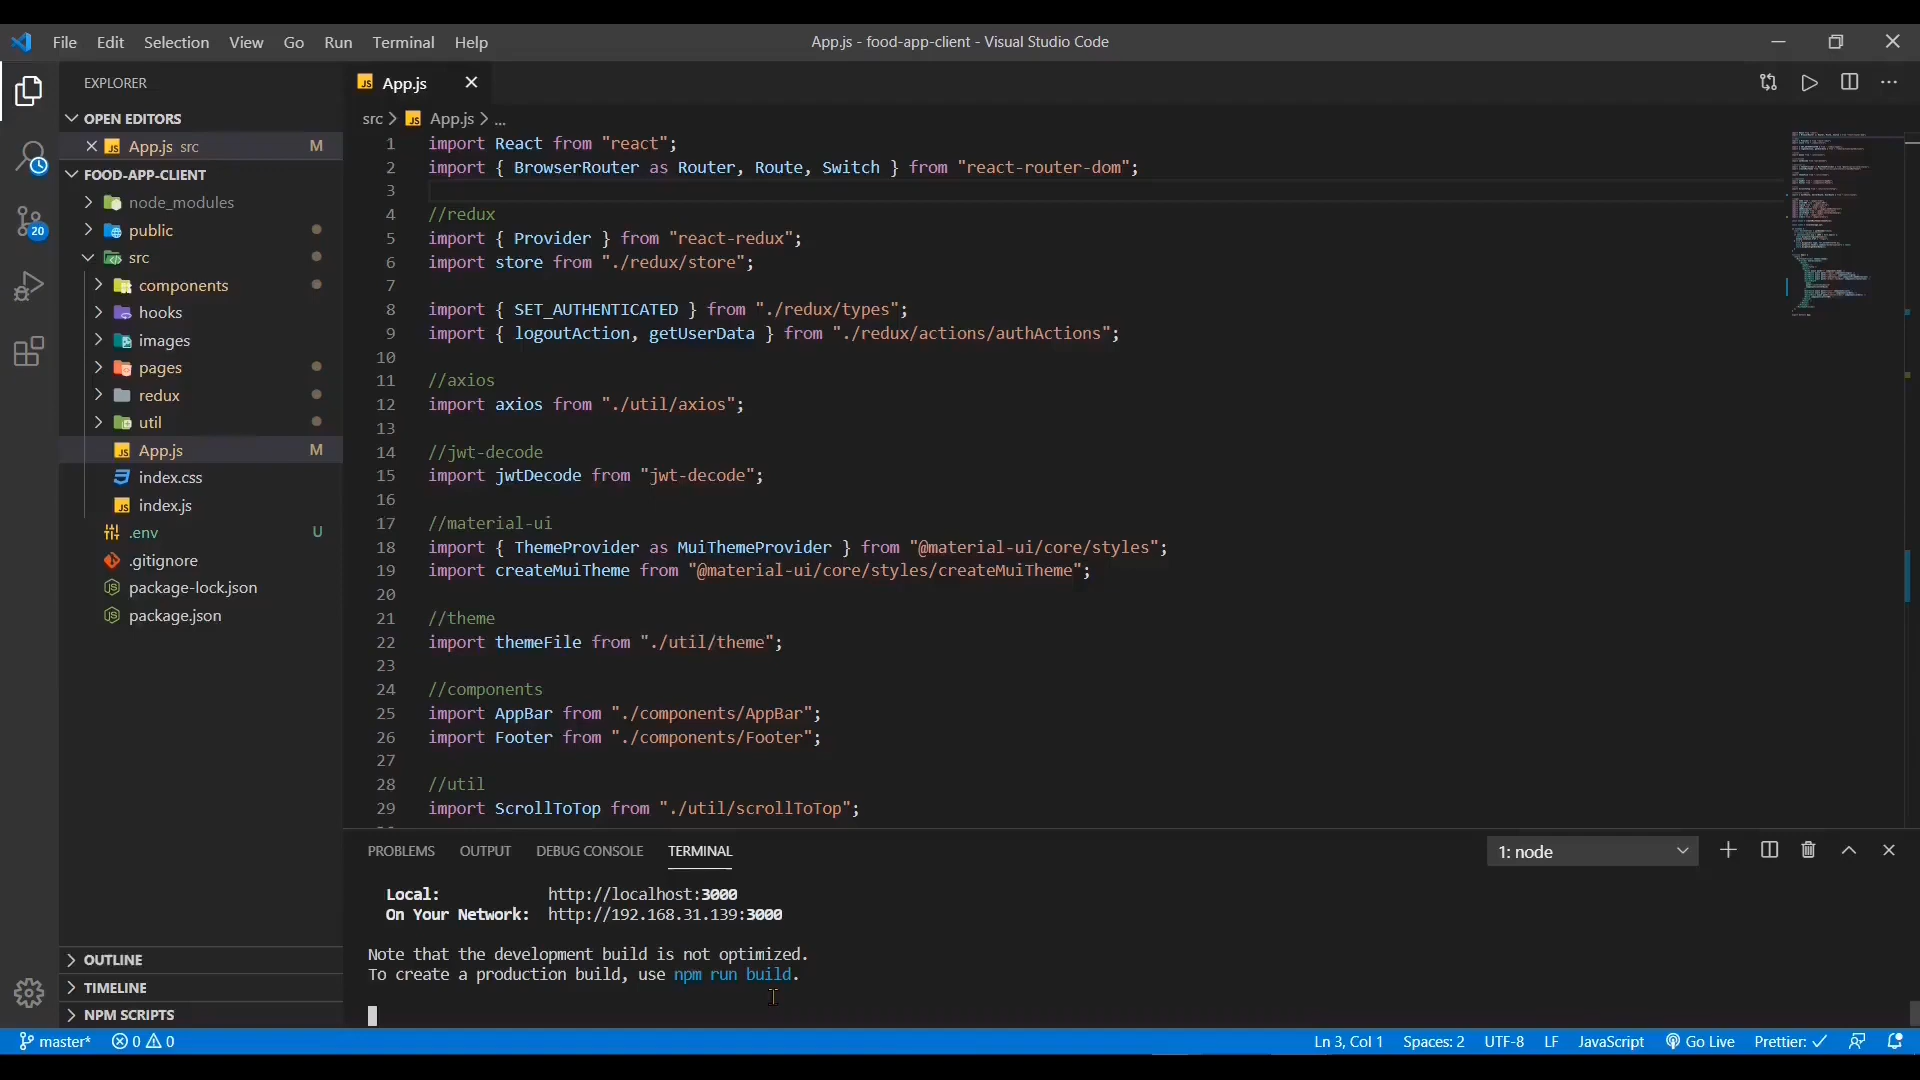 File Edit Selection View Go Run Terminal Help
App.js - food-app-client - Visual Studio Code
EXPLORER
OPEN EDITORS
App.js src M
FOOD-APP-CLIENT
node_modules
public
src
components
hooks
images
pages
redux
util
App.js M
index.css
index.js
.env U
.gitignore
package-lock.json
package.json
OUTLINE
TIMELINE
NPM SCRIPTS
20
App.js
src > App.js > ...
1 import React from "react";
2 import { BrowserRouter as Router, Route, Switch } from "react-router-dom";
3
4 //redux
5 import { Provider } from "react-redux";
6 import store from "./redux/store";
7
8 import { SET_AUTHENTICATED } from "./redux/types";
9 import { logoutAction, getUserData } from "./redux/actions/authActions";
10
11 //axios
12 import axios from "./util/axios";
13
14 //jwt-decode
15 import jwtDecode from "jwt-decode";
16
17 //material-ui
18 import { ThemeProvider as MuiThemeProvider } from "@material-ui/core/styles";
19 import createMuiTheme from "@material-ui/core/styles/createMuiTheme";
20
21 //theme
22 import themeFile from "./util/theme";
23
24 //components
25 import AppBar from "./components/AppBar";
26 import Footer from "./components/Footer";
27
28 //util
29 import ScrollToTop from "./util/scrollToTop";
PROBLEMS OUTPUT DEBUG CONSOLE TERMINAL
1: node
Local: http://localhost:3000
On Your Network: http://192.168.31.139:3000
Note that the development build is not optimized.
To create a production build, use npm run build.
master* 0 0
Ln 3, Col 1 Spaces: 2 UTF-8 LF JavaScript Go Live Prettier: